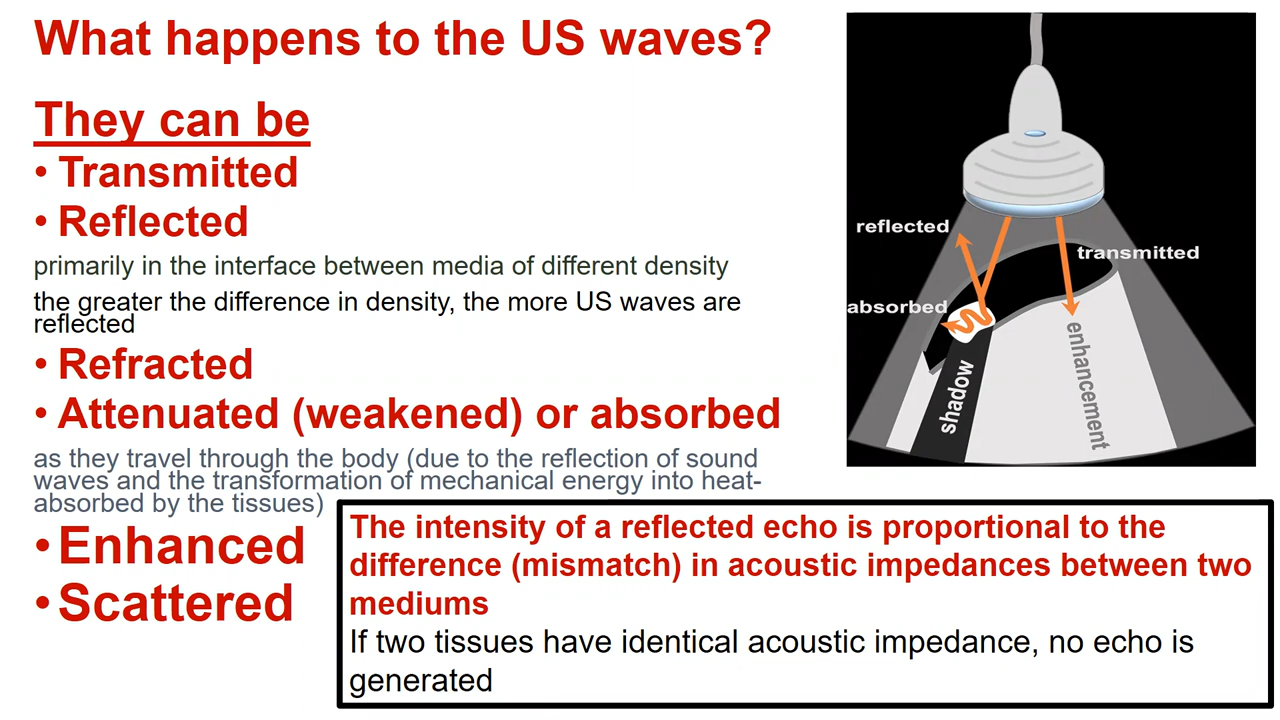 What happens to the US waves?
They can be
• Transmitted
• Reflected
primarily in the interface between media of different density
the greater the difference in density, the more US waves are
reflected
• Refracted
• Attenuated (weakened) or absorbed
as they travel through the body (due to the reflection of sound
waves and the transformation of mechanical energy into heat-
absorbed by the tissues)
• Enhanced
• Scattered
The intensity of a reflected echo is proportional to the
difference (mismatch) in acoustic impedances between two
mediums
If two tissues have identical acoustic impedance, no echo is
generated
reflected
transmitted
absorbed
shadow
enhancement